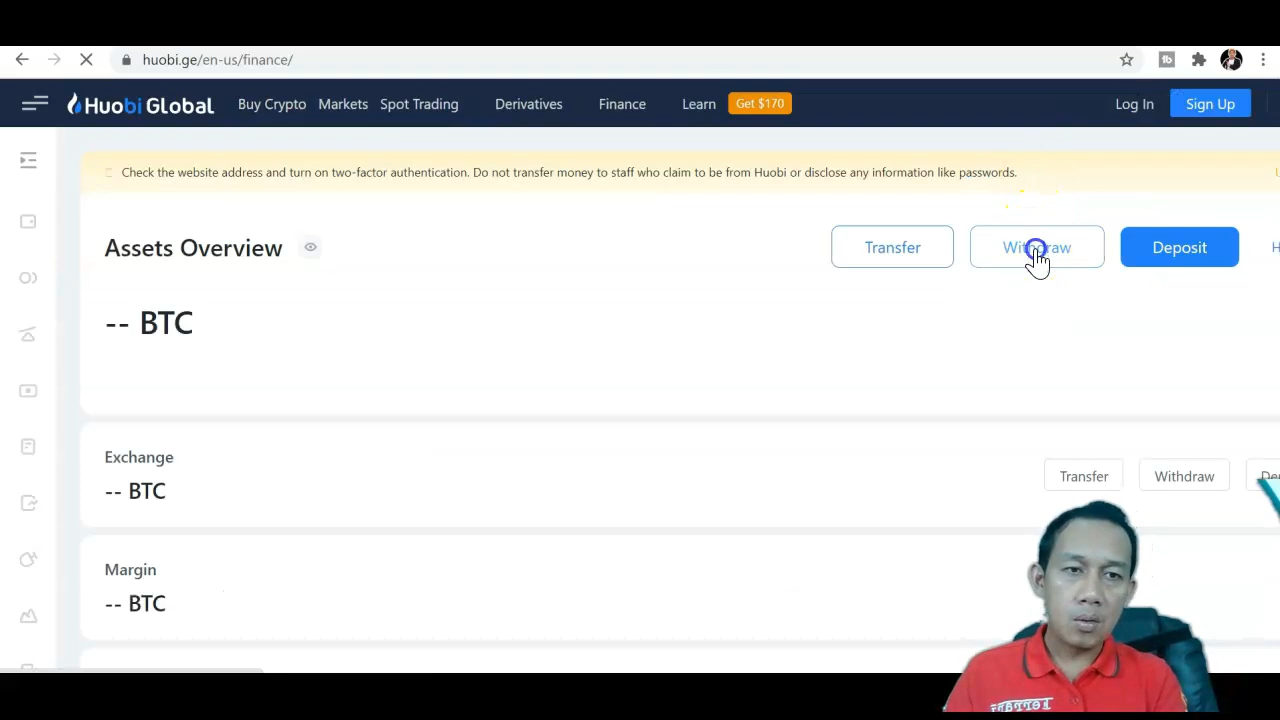 huobi.ge/en-us/finance/
Huobi Global Buy Crypto Markets Spot Trading Derivatives Finance Learn Get $170 Log In Sign Up
Check the website address and turn on two-factor authentication. Do not transfer money to staff who claim to be from Huobi or disclose any information like passwords.
Assets Overview Transfer Withdraw Deposit H
-- BTC
Exchange
-- BTC Transfer Withdraw
Margin
-- BTC